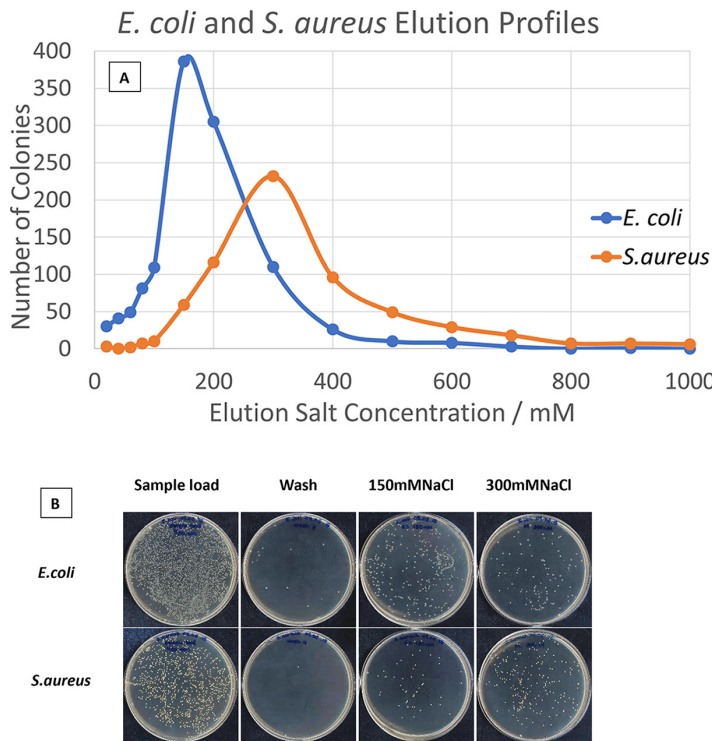 E. coli and S. aureus Elution Profiles
A
400
350
300
250
200
150
100
50
0
Number of Colonies
E. coli
S.aureus
0 200 400 600 800 1000
Elution Salt Concentration / mM
B
Sample load Wash 150mMNaCl 300mMNaCl
E.coli
S.aureus